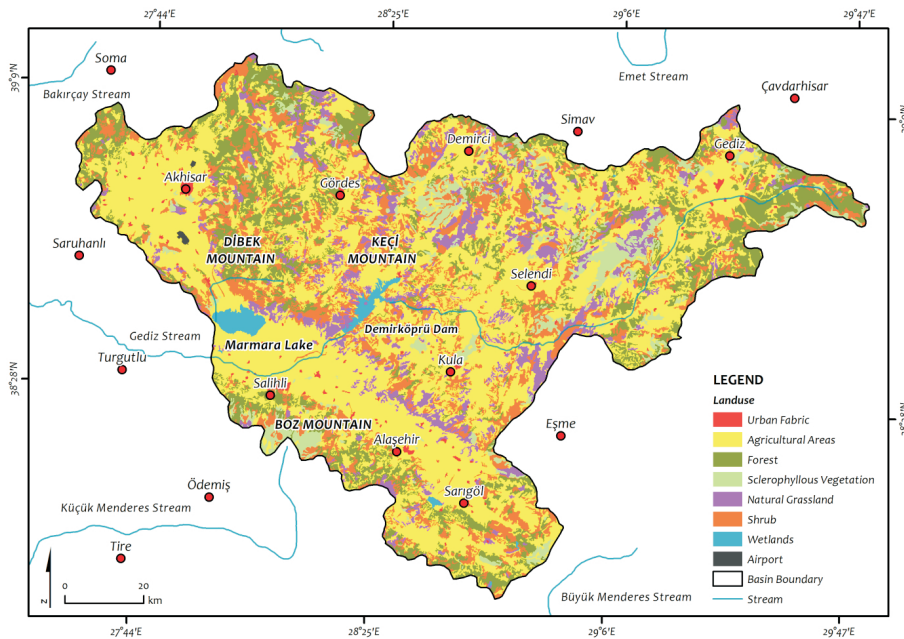 27°44'E 28°25'E 29°6'E 29°47'E
39°9'N
Soma
Bakırçay Stream
Emet Stream
Çavdarhisar
Simav
Demirci
Gediz
Akhisar
Gördes
Saruhanlı
DİBEK
MOUNTAIN
KEÇİ
MOUNTAIN
Selendi
Gediz Stream
Demirköprü Dam
Marmara Lake
Turgutlu
Kula
38°28'N
Salihli
BOZ MOUNTAIN
Alaşehir
Eşme
Ödemiş
Sarıgöl
Küçük Menderes Stream
Tire
Büyük Menderes Stream
LEGEND
Landuse
Urban Fabric
Agricultural Areas
Forest
Sclerophyllous Vegetation
Natural Grassland
Shrub
Wetlands
Airport
Basin Boundary
Stream
N
0 20
km
27°44'E 28°25'E 29°6'E 29°47'E